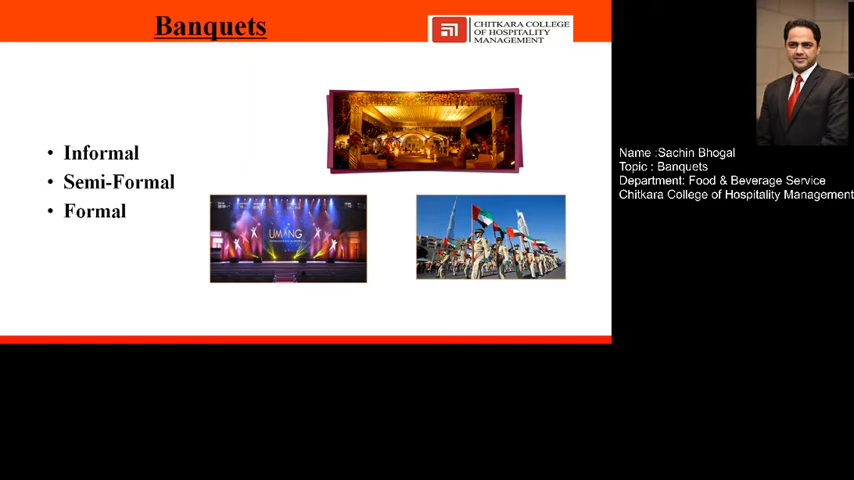 Banquets
CHITKARA COLLEGE
OF HOSPITALITY
MANAGEMENT
• Informal
• Semi-Formal
• Formal
UMANG
Name :Sachin Bhogal
Topic : Banquets
Department: Food & Beverage Service
Chitkara College of Hospitality Management